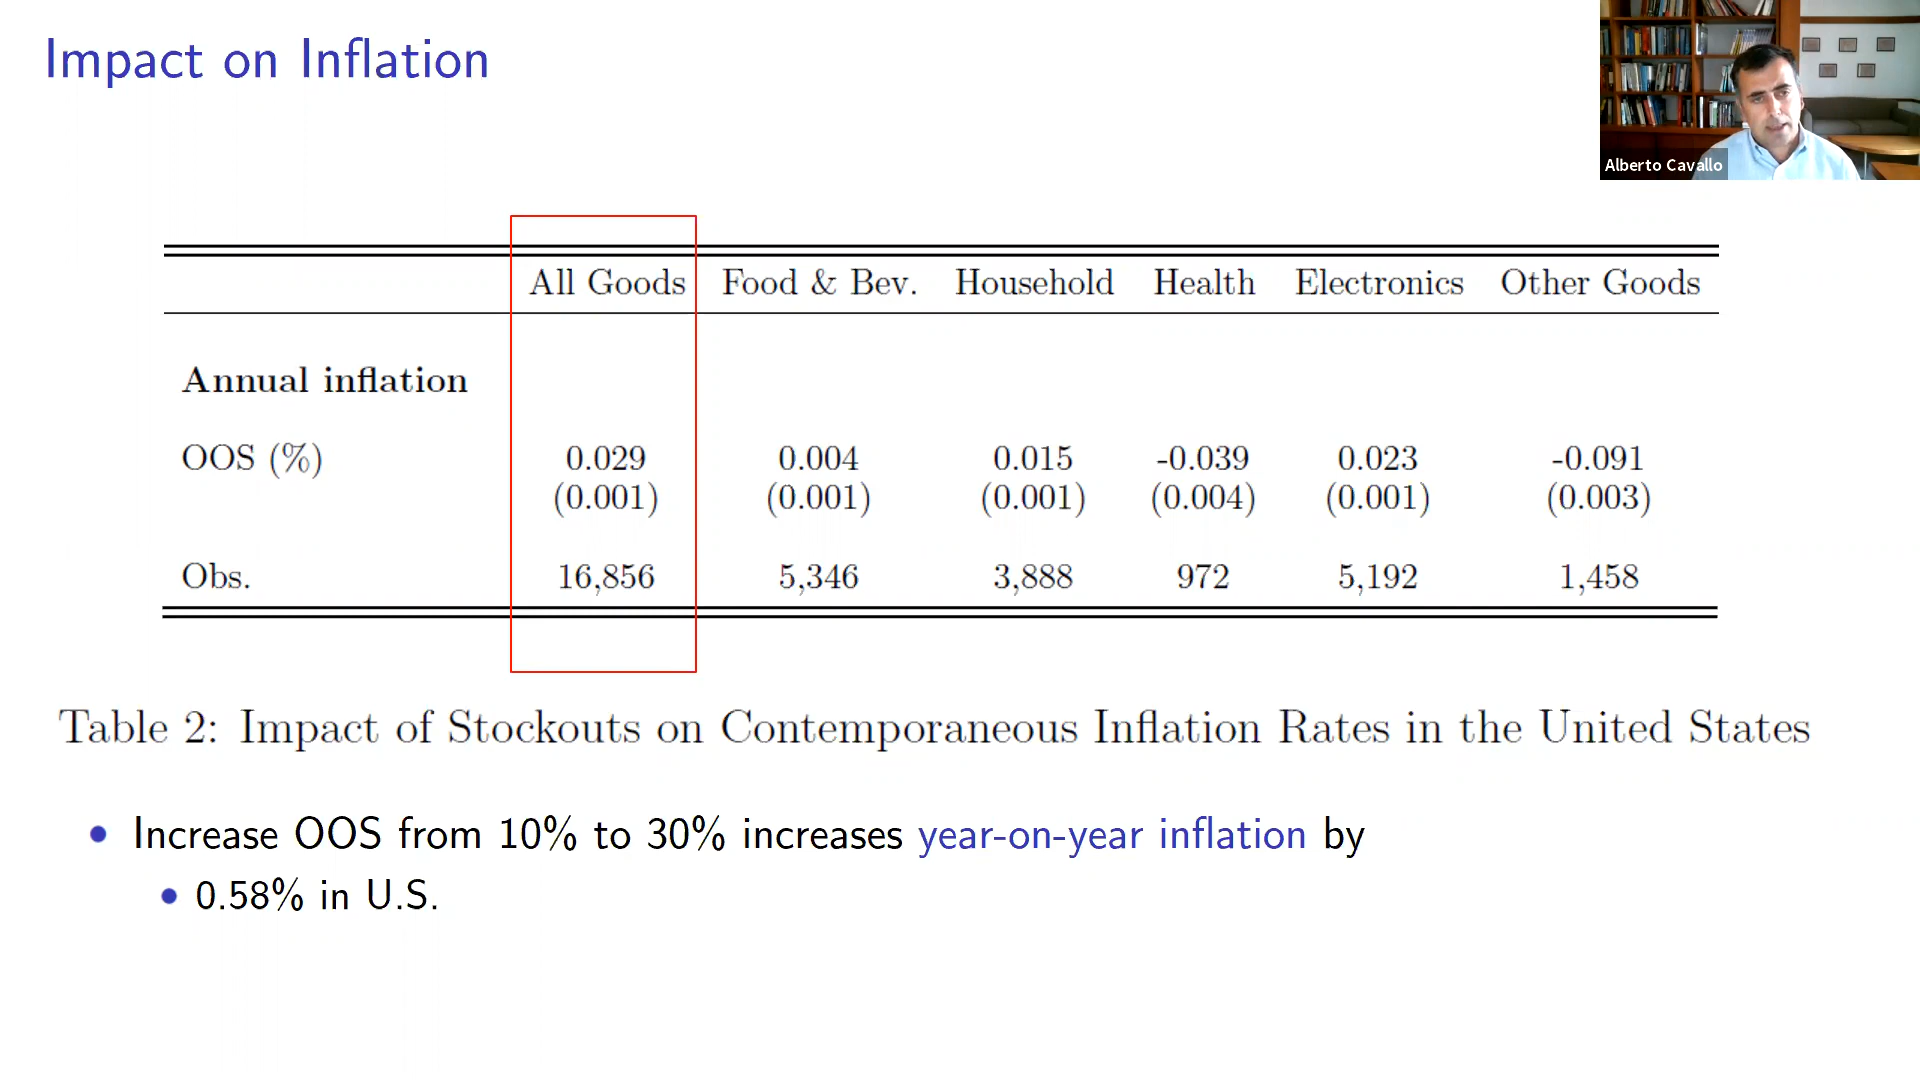 Impact on Inflation
Alberto Cavallo
All Goods Food & Bev. Household Health Electronics Other Goods
Annual inflation
OOS (%) 0.029 0.004 0.015 -0.039 0.023 -0.091
(0.001) (0.001) (0.001) (0.004) (0.001) (0.003)
Obs. 16,856 5,346 3,888 972 5,192 1,458
Table 2: Impact of Stockouts on Contemporaneous Inflation Rates in the United States
• Increase OOS from 10% to 30% increases year-on-year inflation by
• 0.58% in U.S.